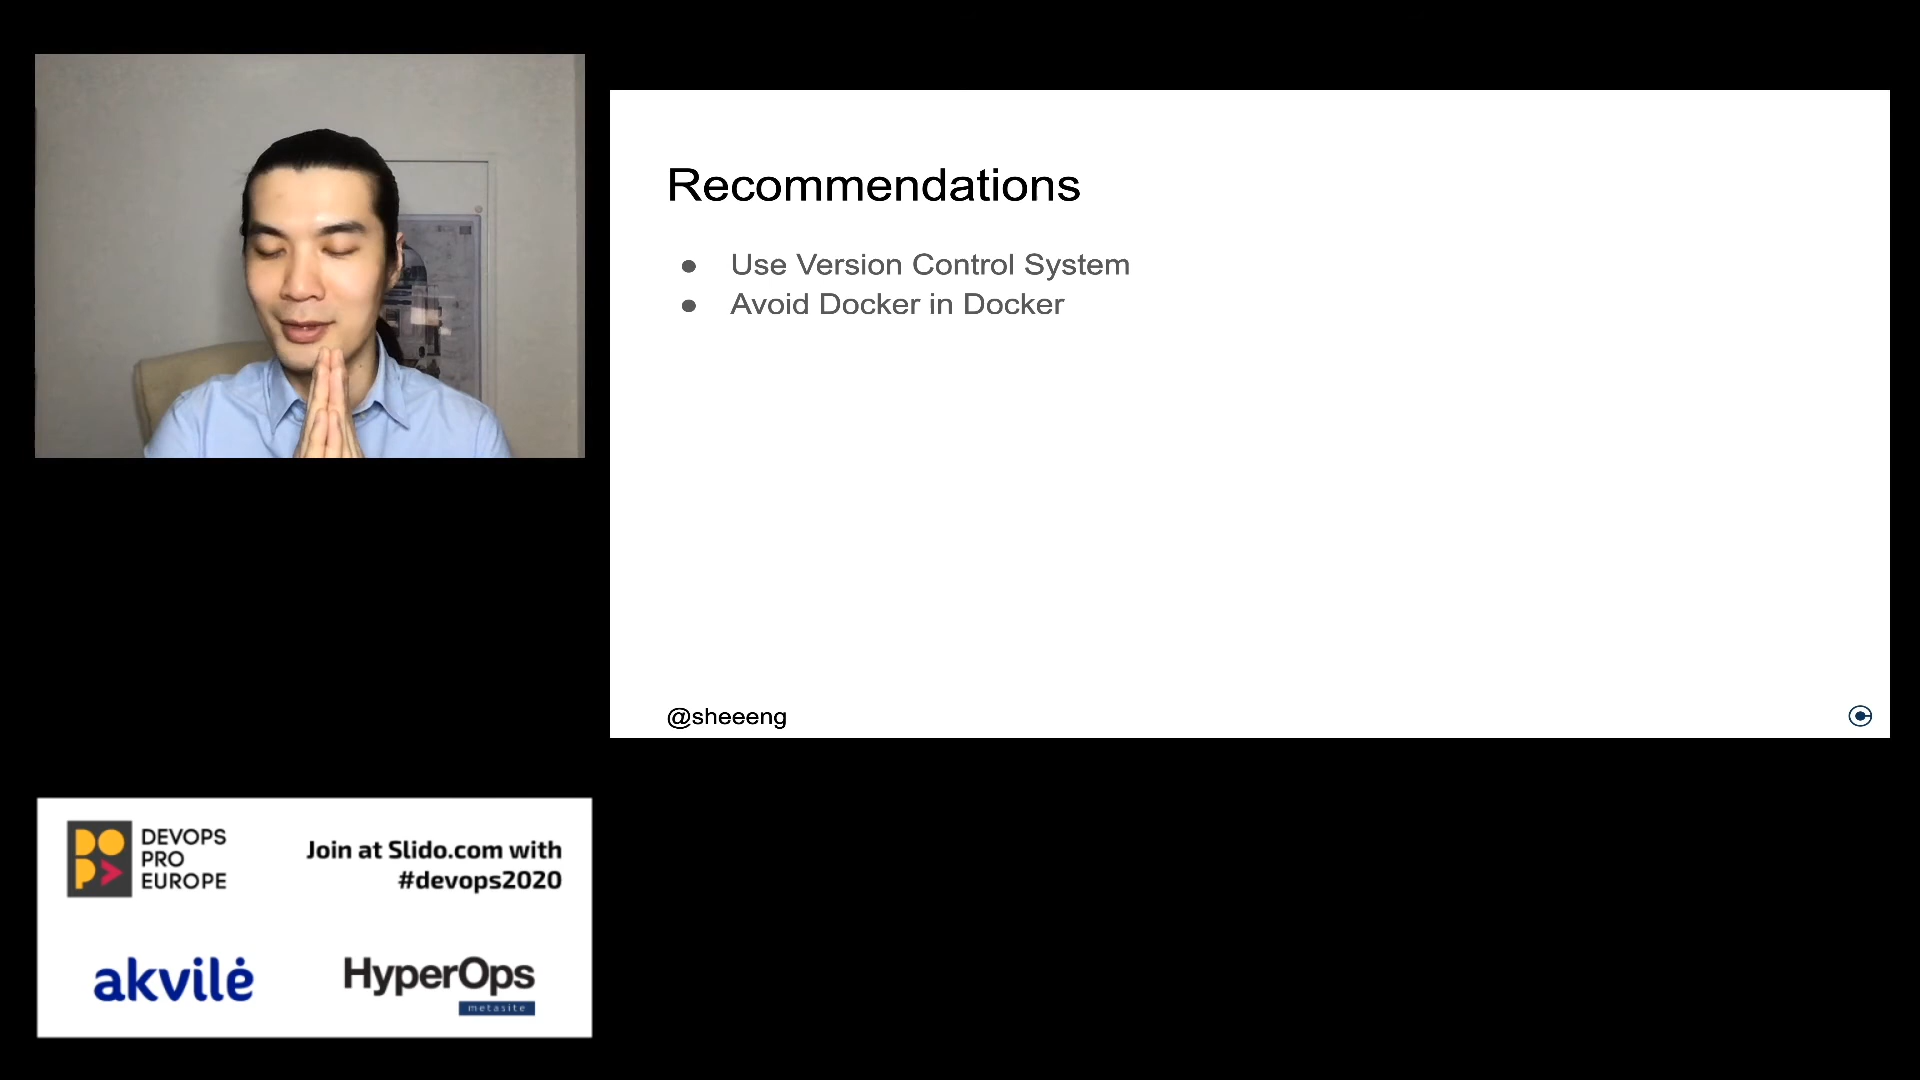 Recommendations
● Use Version Control System
● Avoid Docker in Docker
@sheeeng
DEVOPS
PRO
EUROPE
Join at Slido.com with
#devops2020
akvilė
HyperOps
metasite